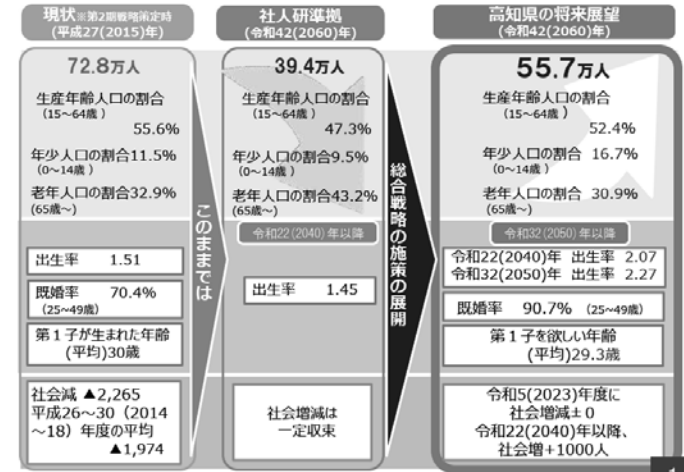 現状※第2期戦略策定時
(平成27(2015)年)
72.8万人
生産年齢人口の割合
(15~64歳)
55.6%
年少人口の割合11.5%
(0~14歳)
老年人口の割合32.9%
(65歳~)
出生率 1.51
既婚率 70.4%
(25~49歳)
第1子が生まれた年齢
(平均)30歳
社会減 ▲2,265
平成26~30(2014
~18)年度の平均
▲1,974
このままでは
社人研準拠
(令和42(2060)年)
39.4万人
生産年齢人口の割合
(15~64歳)
47.3%
年少人口の割合9.5%
(0~14歳)
老年人口の割合43.2%
(65歳~)
令和22(2040)年以降
出生率 1.45
社会増減は
一定収束
総合戦略の施策の展開
高知県の将来展望
(令和42(2060)年)
55.7万人
生産年齢人口の割合
(15~64歳)
52.4%
年少人口の割合 16.7%
(0~14歳)
老年人口の割合 30.9%
(65歳~)
令和32(2050)年以降
令和22(2040)年 出生率 2.07
令和32(2050)年 出生率 2.27
既婚率 90.7% (25~49歳)
第1子を欲しい年齢
(平均)29.3歳
令和5(2023)年度に
社会増減±0
令和22(2040)年以降、
社会増+1000人